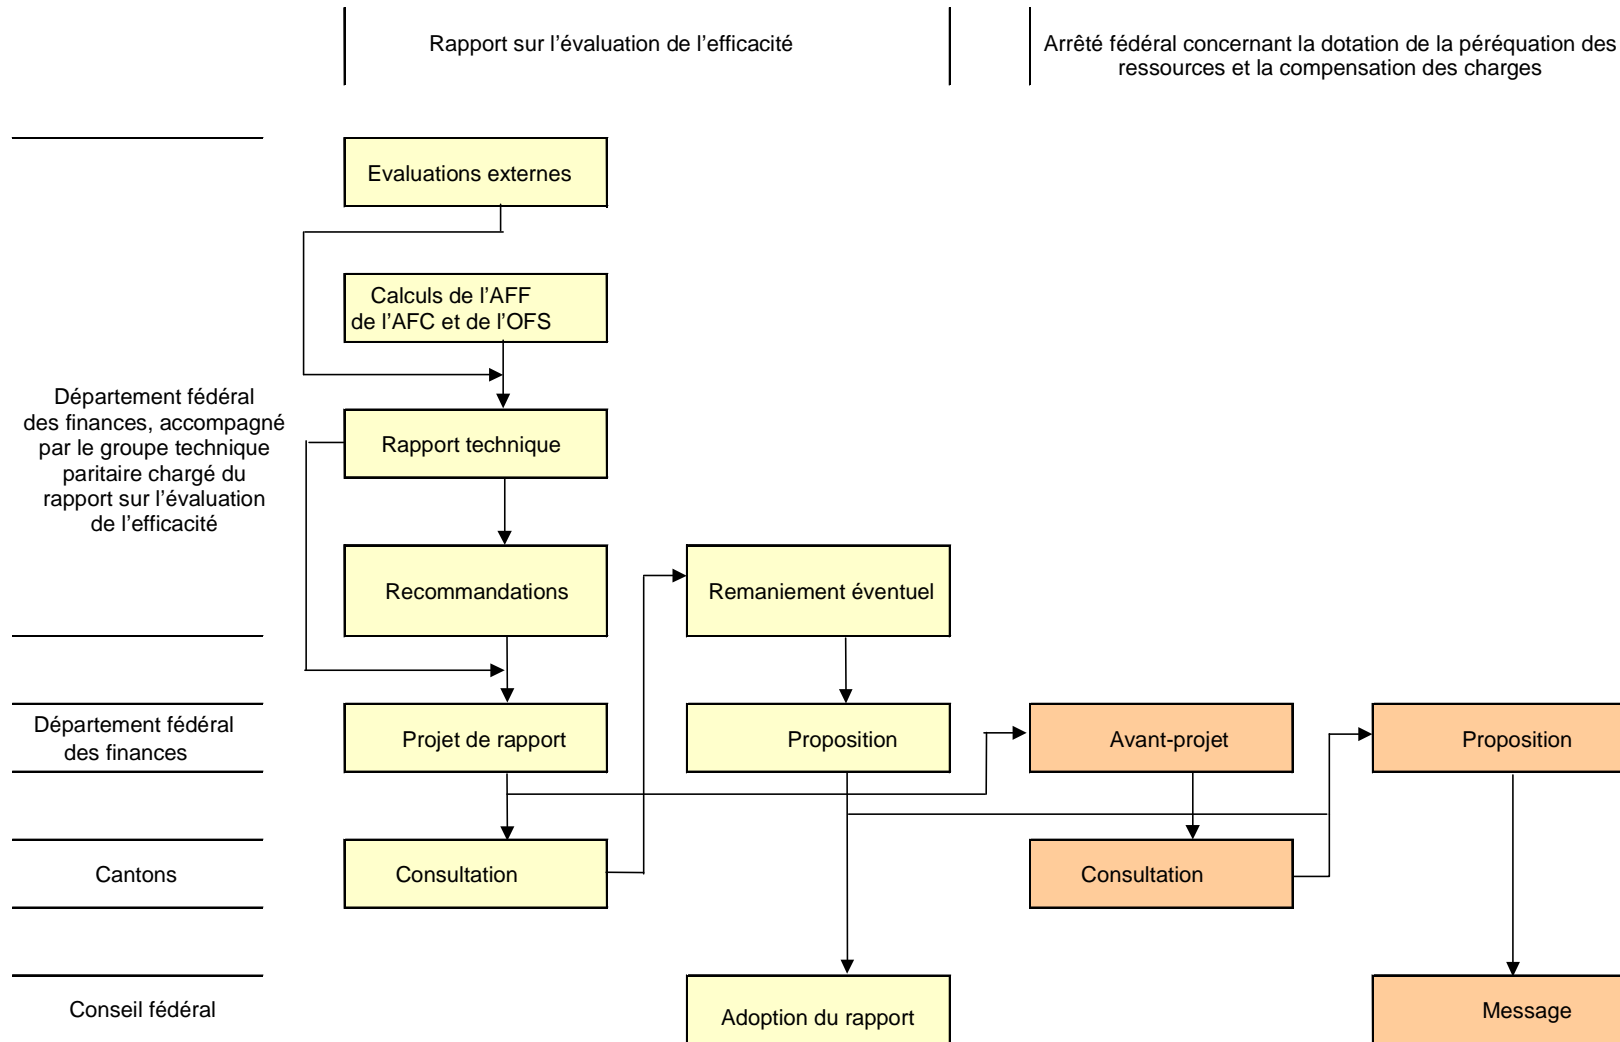 Rapport sur l’évaluation de l’efficacité
Arrêté fédéral concernant la dotation de la péréquation des
ressources et la compensation des charges
Evaluations externes
Calculs de l’AFF
de l’AFC et de l’OFS
Département fédéral
des finances, accompagné
par le groupe technique
paritaire chargé du
rapport sur l’évaluation
de l’efficacité
Rapport technique
Recommandations
Remaniement éventuel
Département fédéral
des finances
Projet de rapport
Proposition
Avant-projet
Proposition
Cantons
Consultation
Consultation
Conseil fédéral
Adoption du rapport
Message